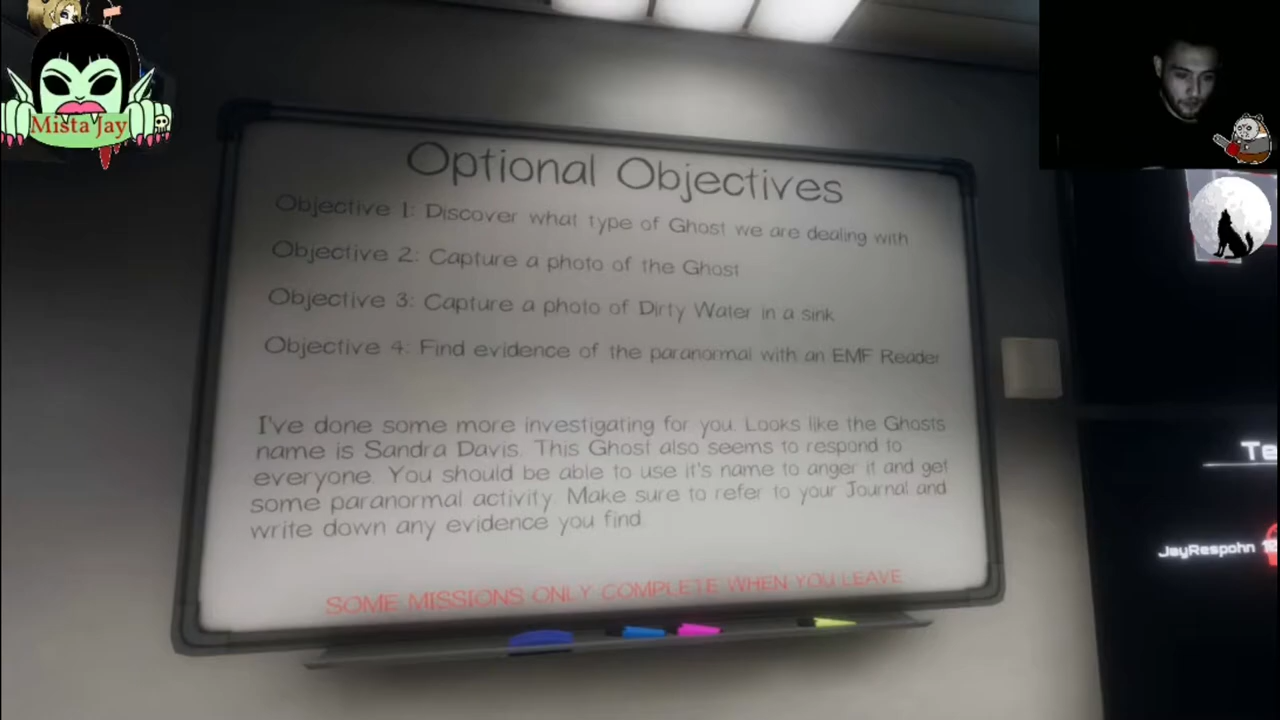 Mista Jay
Optional Objectives
Objective 1: Discover what type of Ghost we are dealing with
Objective 2: Capture a photo of the Ghost
Objective 3: Capture a photo of Dirty Water in a sink
Objective 4: Find evidence of the paranormal with an EMF Reader
I've done some more investigating for you. Looks like the Ghosts
name is Sandra Davis. This Ghost also seems to respond to
everyone. You should be able to use it's name to anger it and get
some paranormal activity. Make sure to refer to your Journal and
write down any evidence you find.
SOME MISSIONS ONLY COMPLETE WHEN YOU LEAVE
Te
JayRespohn